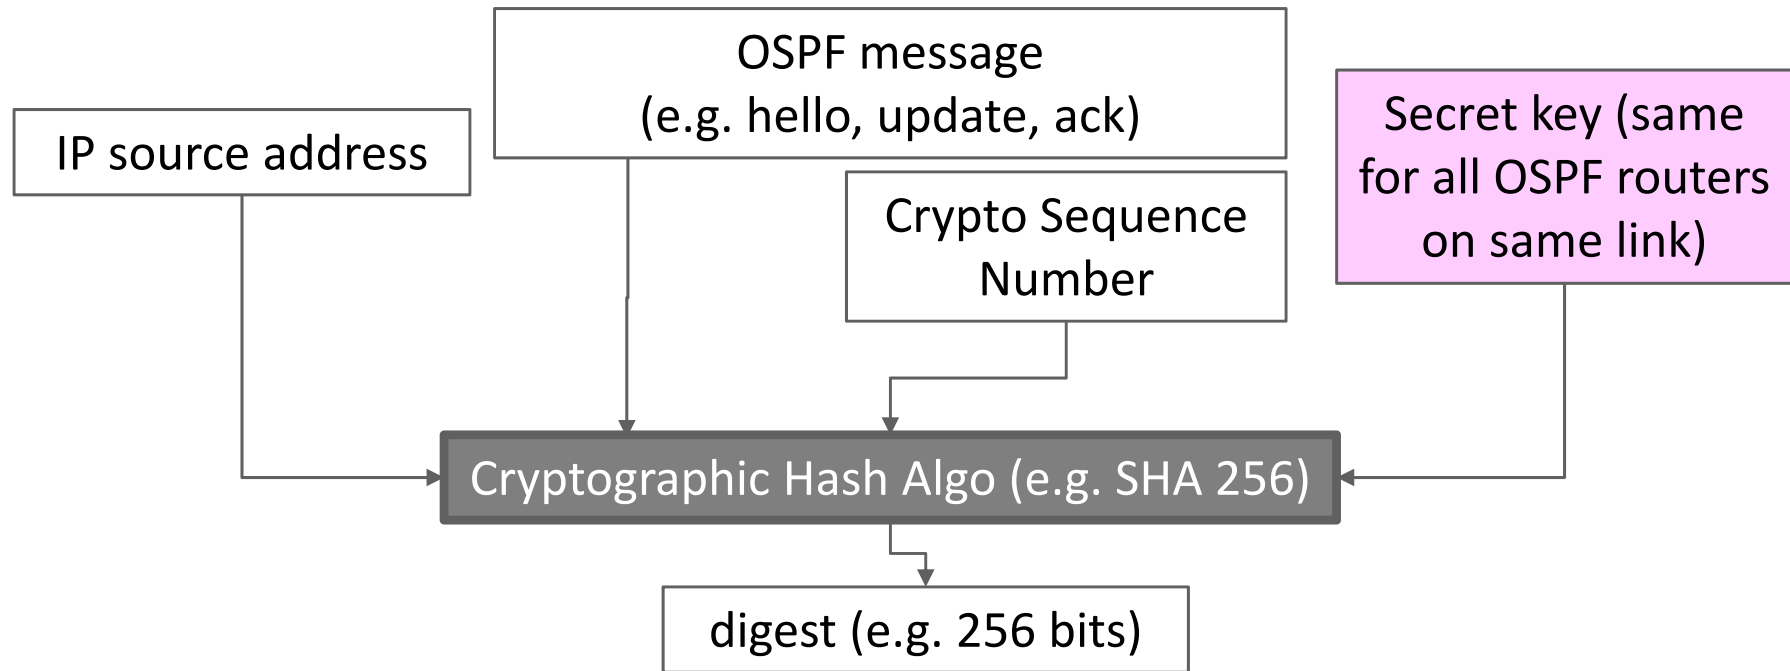 OSPF message
(e.g. hello, update, ack)
IP source address
Secret key (same
for all OSPF routers
on same link)
Crypto Sequence
Number
Cryptographic Hash Algo (e.g. SHA 256)
digest (e.g. 256 bits)